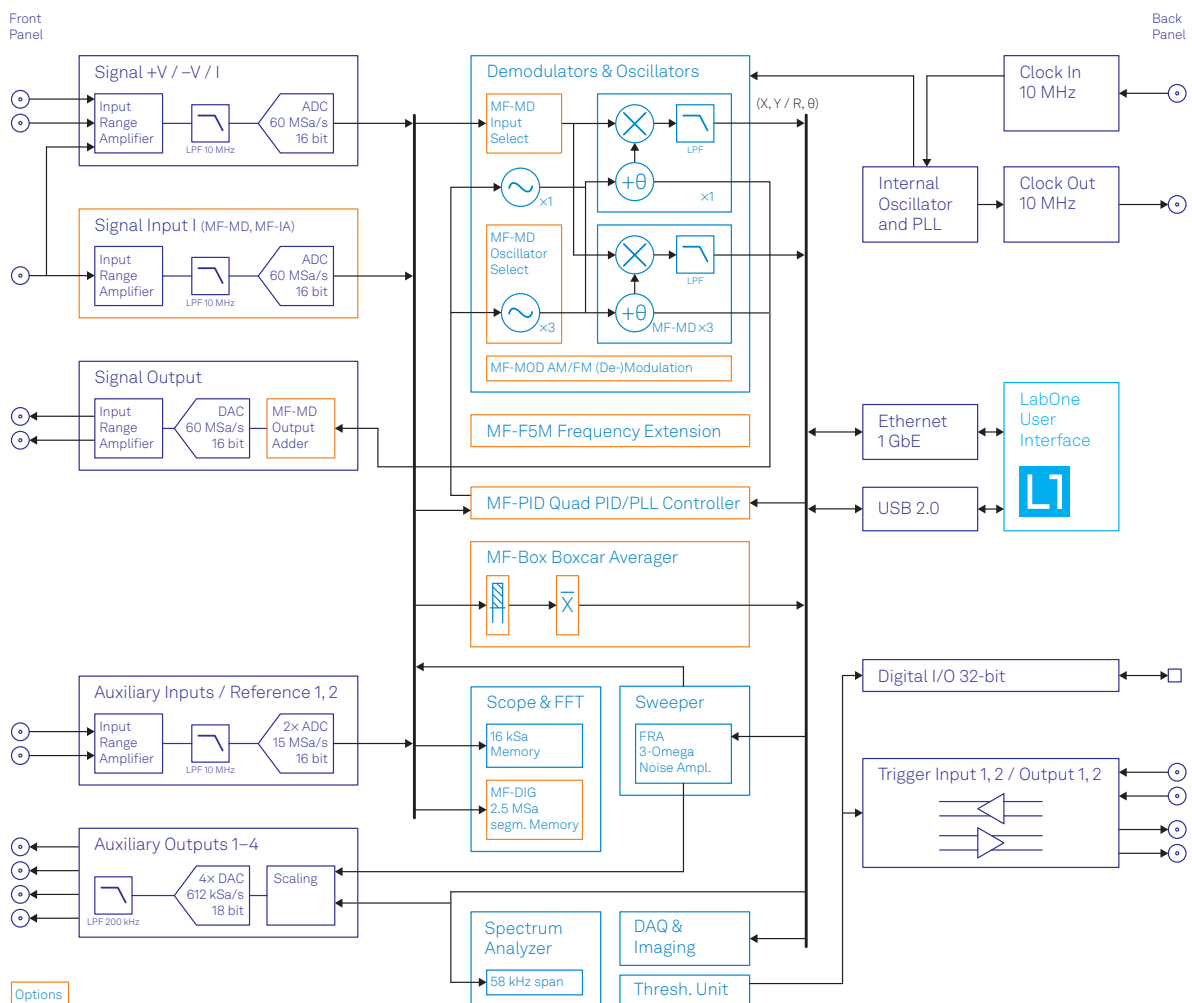 Front
Panel
Back
Panel
Signal +V / –V / I
Input
Range
Amplifier
LPF 10 MHz
ADC
60 MSa/s
16 bit
Signal Input I (MF-MD, MF-IA)
Input
Range
Amplifier
LPF 10 MHz
ADC
60 MSa/s
16 bit
Signal Output
Input
Range
Amplifier
DAC
60 MSa/s
16 bit
MF-MD
Output
Adder
Auxiliary Inputs / Reference 1, 2
Input
Range
Amplifier
LPF 10 MHz
2× ADC
15 MSa/s
16 bit
Auxiliary Outputs 1–4
LPF 200 kHz
4× DAC
612 kSa/s
18 bit
Scaling
Options
Demodulators & Oscillators
MF-MD
Input
Select
×1
MF-MD
Oscillator
Select
×3
LPF
+θ
×1
LPF
+θ
MF-MD ×3
MF-MOD AM/FM (De-)Modulation
(X, Y / R, θ)
MF-F5M Frequency Extension
MF-PID Quad PID/PLL Controller
MF-Box Boxcar Averager
X
Scope & FFT
16 kSa
Memory
MF-DIG
2.5 MSa
segm. Memory
Sweeper
FRA
3-Omega
Noise Ampl.
Spectrum
Analyzer
58 kHz span
DAQ &
Imaging
Thresh. Unit
Clock In
10 MHz
Internal
Oscillator
and PLL
Clock Out
10 MHz
Ethernet
1 GbE
USB 2.0
LabOne
User
Interface
L1
Digital I/O 32-bit
Trigger Input 1, 2 / Output 1, 2